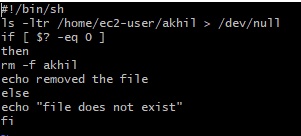 #!/bin/sh
ls -ltr /home/ec2-user/akhil > /dev/null
if [ $? -eq 0 ]
then
rm -f akhil
echo removed the file
else
echo "file does not exist"
fi